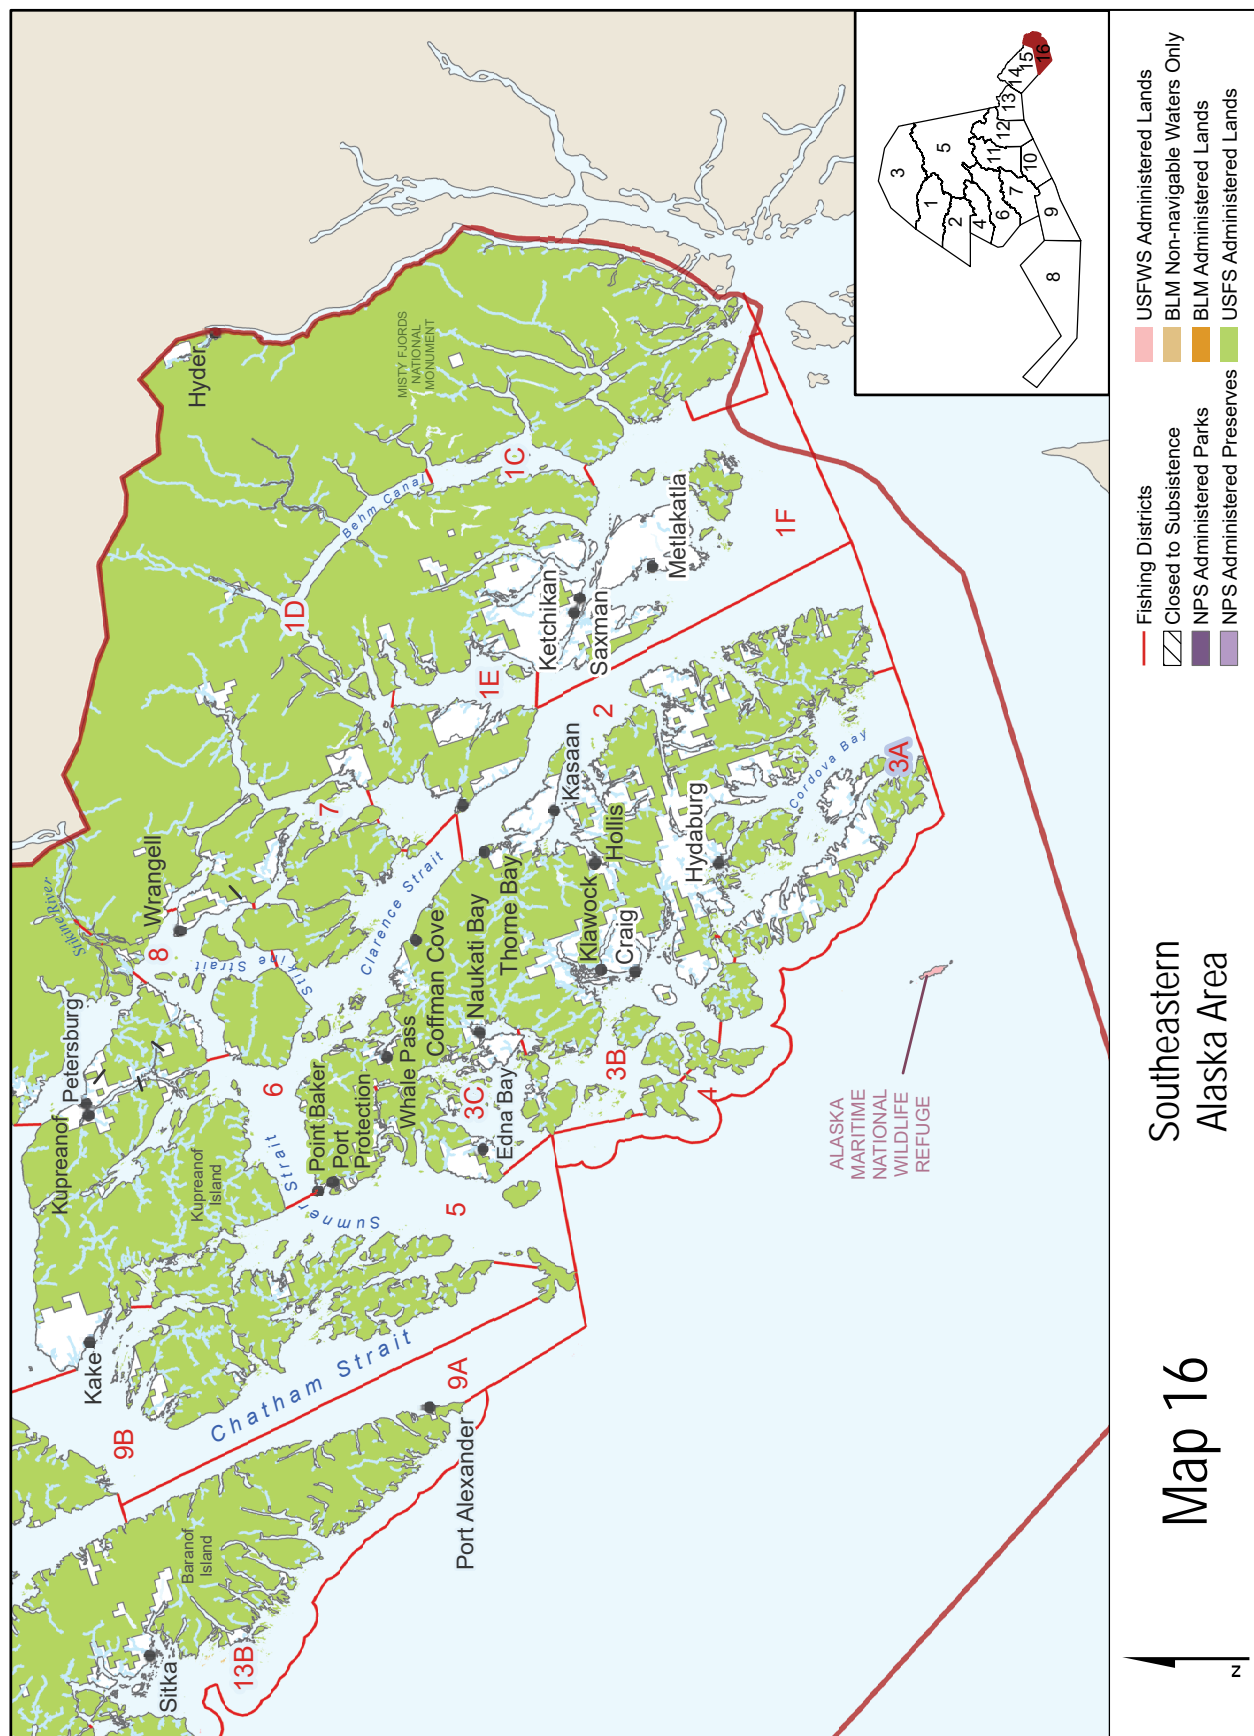 Sitka
13B
Baranof
Island
Port Alexander
9B
9A
Chatham Strait
Kake
Kupreanof
Petersburg
Kupreanof
Island
Sumner Strait
5
6
Point Baker
Port
Protection
Whale Pass
Edna Bay
3C
3B
4
Naukati Bay
Coffman Cove
Thorne Bay
Klawock
Craig
Hollis
Kasaan
Hydaburg
Cordova Bay
3A
Clarence Strait
Stikine Strait
8
Wrangell
Stikine River
7
1D
Behm Canal
1C
1E
2
Ketchikan
Saxman
Metlakatla
1F
Hyder
MISTY FJORDS
NATIONAL
MONUMENT
ALASKA
MARITIME
NATIONAL
WILDLIFE
REFUGE
1
2
3
4
5
6
7
8
9
10
11
12
13
14
15
16
N
Map 16
Southeastern
Alaska Area
Fishing Districts
Closed to Subsistence
NPS Administered Parks
NPS Administered Preserves
USFWS Administered Lands
BLM Non-navigable Waters Only
BLM Administered Lands
USFS Administered Lands